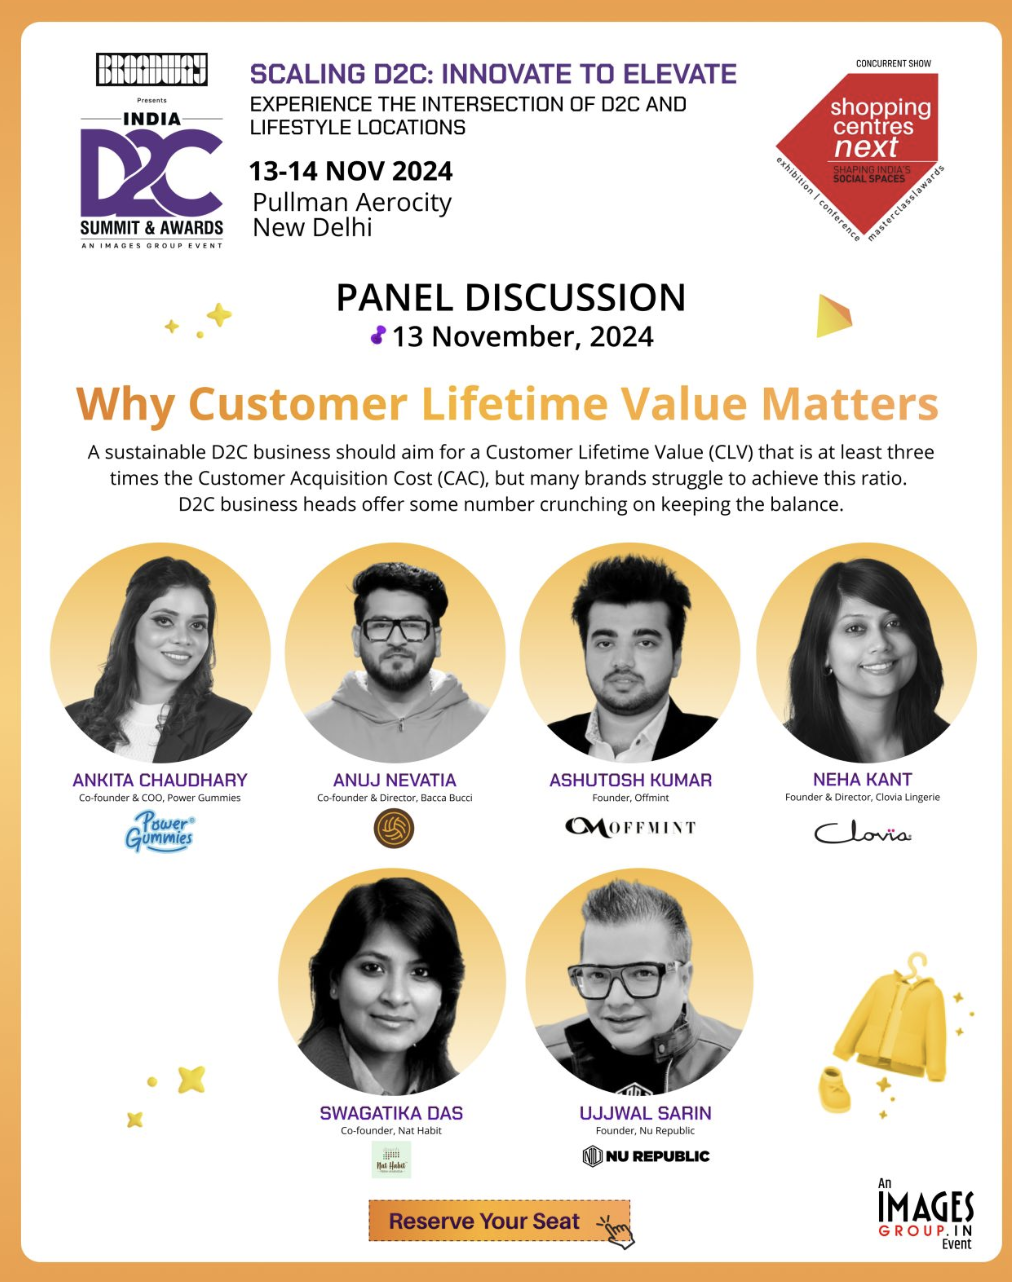 BROADWAY
Presents
INDIA
D2C
SUMMIT & AWARDS
AN IMAGES GROUP EVENT
SCALING D2C: INNOVATE TO ELEVATE
EXPERIENCE THE INTERSECTION OF D2C AND
LIFESTYLE LOCATIONS
13-14 NOV 2024
Pullman Aerocity
New Delhi
CONCURRENT SHOW
shopping
centres
next
SHAPING INDIA'S
SOCIAL SPACES
exhibition | conference
masterclass|awards
PANEL DISCUSSION
13 November, 2024
Why Customer Lifetime Value Matters
A sustainable D2C business should aim for a Customer Lifetime Value (CLV) that is at least three
times the Customer Acquisition Cost (CAC), but many brands struggle to achieve this ratio.
D2C business heads offer some number crunching on keeping the balance.
ANKITA CHAUDHARY
Co-founder & COO, Power Gummies
Power®
Gummies
ANUJ NEVATIA
Co-founder & Director, Bacca Bucci
ASHUTOSH KUMAR
Founder, Offmint
OM OFFMINT
NEHA KANT
Founder & Director, Clovia Lingerie
Clovia
SWAGATIKA DAS
Co-founder, Nat Habit
Nat Habit
UJJWAL SARIN
Founder, Nu Republic
NU REPUBLIC
Reserve Your Seat
An
IMAGES
GROUP.IN
Event